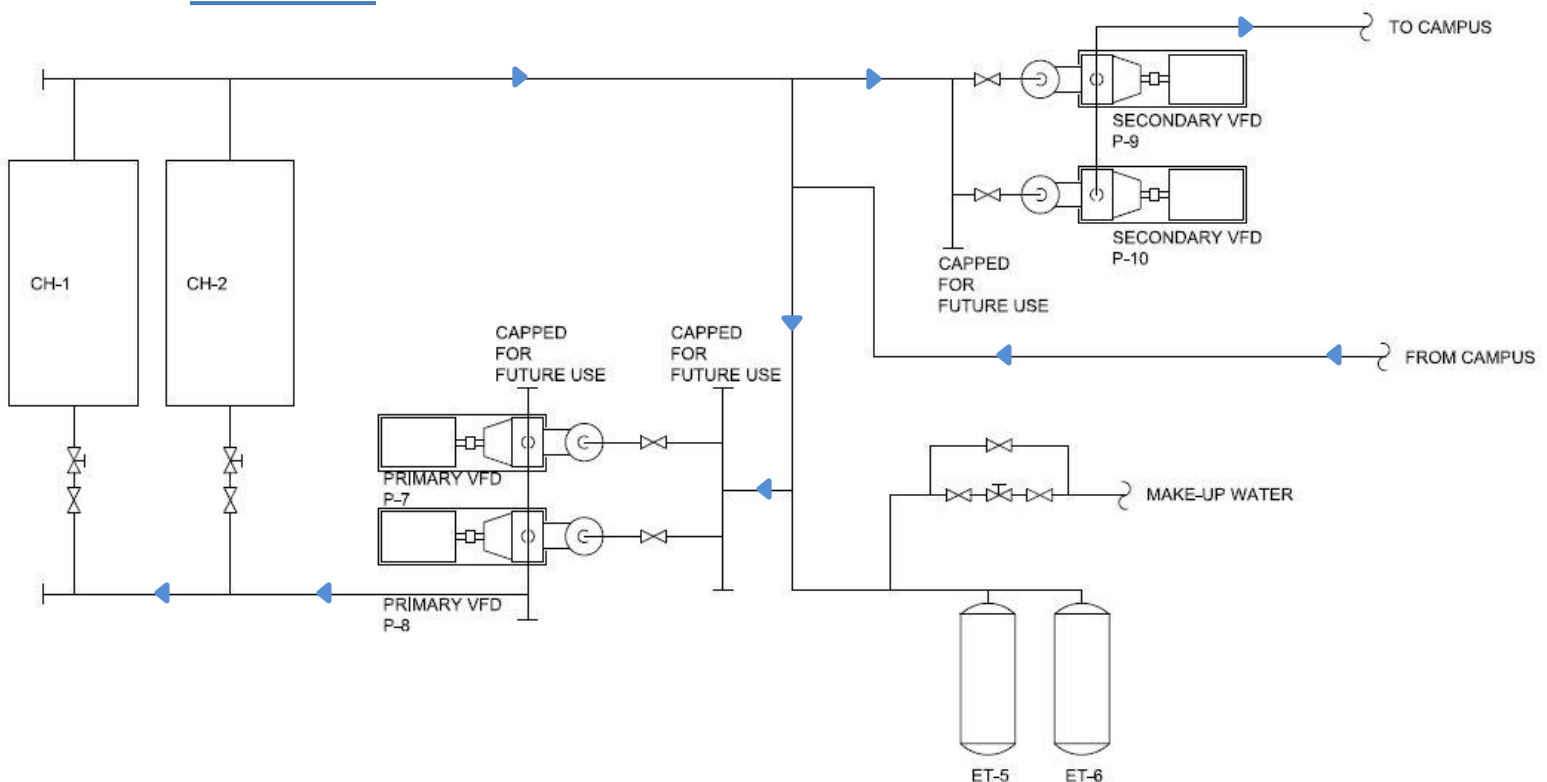 TO CAMPUS
SECONDARY VFD
P-9
SECONDARY VFD
P-10
CH-1
CH-2
CAPPED
FOR
FUTURE USE
CAPPED
FOR
FUTURE USE
CAPPED
FOR
FUTURE USE
FROM CAMPUS
PRIMARY VFD
P-7
MAKE-UP WATER
PRIMARY VFD
P-8
ET-5
ET-6